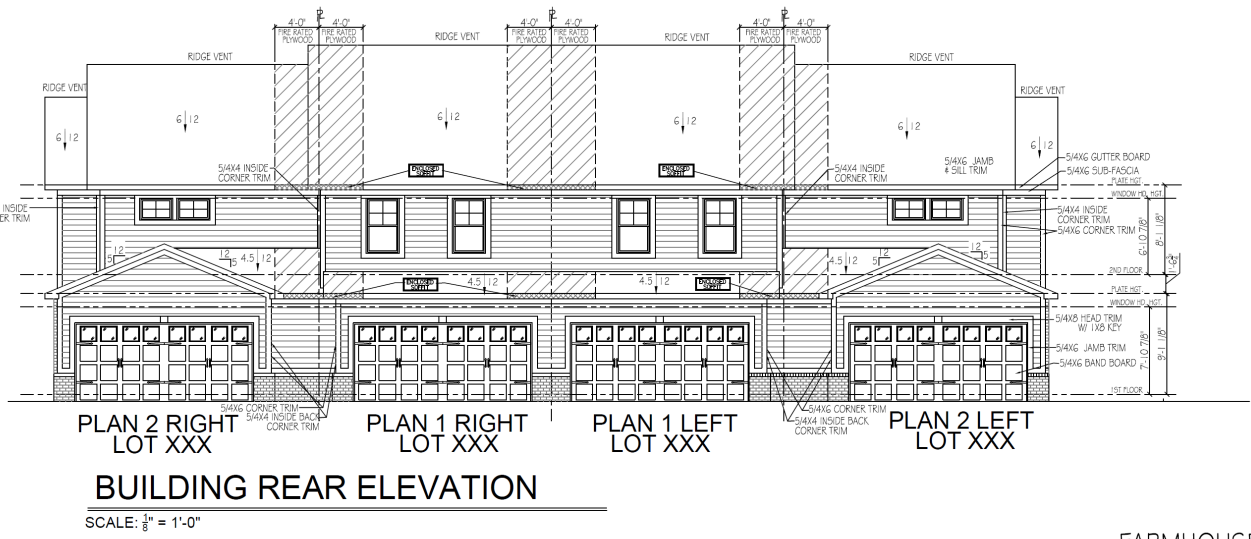 4'-0" 4'-0" 4'-0" 4'-0" 4'-0" 4'-0"
FIRE RATED PLYWOOD FIRE RATED PLYWOOD
FIRE RATED PLYWOOD FIRE RATED PLYWOOD
FIRE RATED PLYWOOD FIRE RATED PLYWOOD
RIDGE VENT RIDGE VENT
RIDGE VENT RIDGE VENT
RIDGE VENT RIDGE VENT
6 12 6 12 6 12 6 12 6 12 6 12
5/4X4 INSIDE
CORNER TRIM
ENCLOSED
SOFFIT
ENCLOSED
SOFFIT
5/4X4 INSIDE
CORNER TRIM
5/4X6 JAMB
& SILL TRIM
5/4X6 GUTTER BOARD
5/4X6 SUB-FASCIA
PLATE HGT.
WINDOW HD. HGT.
INSIDE
ER TRIM
5/4X4 INSIDE
CORNER TRIM
5/4X6 CORNER TRIM
6'-10 7/8"
8'-1 1/8"
12 5 12 5
4.5 12
12 5 12 5
4.5 12
2ND FLOOR
ENCLOSED
SOFFIT
4.5 12 4.5 12
ENCLOSED
SOFFIT
PLATE HGT.
WINDOW HD. HGT.
5/4X8 HEAD TRIM
W/ 1X8 KEY
5/4X6 JAMB TRIM
5/4X6 BAND BOARD
7'-10 7/8"
9'-1 1/8"
1ST FLOOR
5/4X6 CORNER TRIM
5/4X4 INSIDE BACK
CORNER TRIM
5/4X6 CORNER TRIM
5/4X4 INSIDE BACK
CORNER TRIM
PLAN 2 RIGHT
LOT XXX
PLAN 1 RIGHT
LOT XXX
PLAN 1 LEFT
LOT XXX
PLAN 2 LEFT
LOT XXX
BUILDING REAR ELEVATION
SCALE: 1/8" = 1'-0"